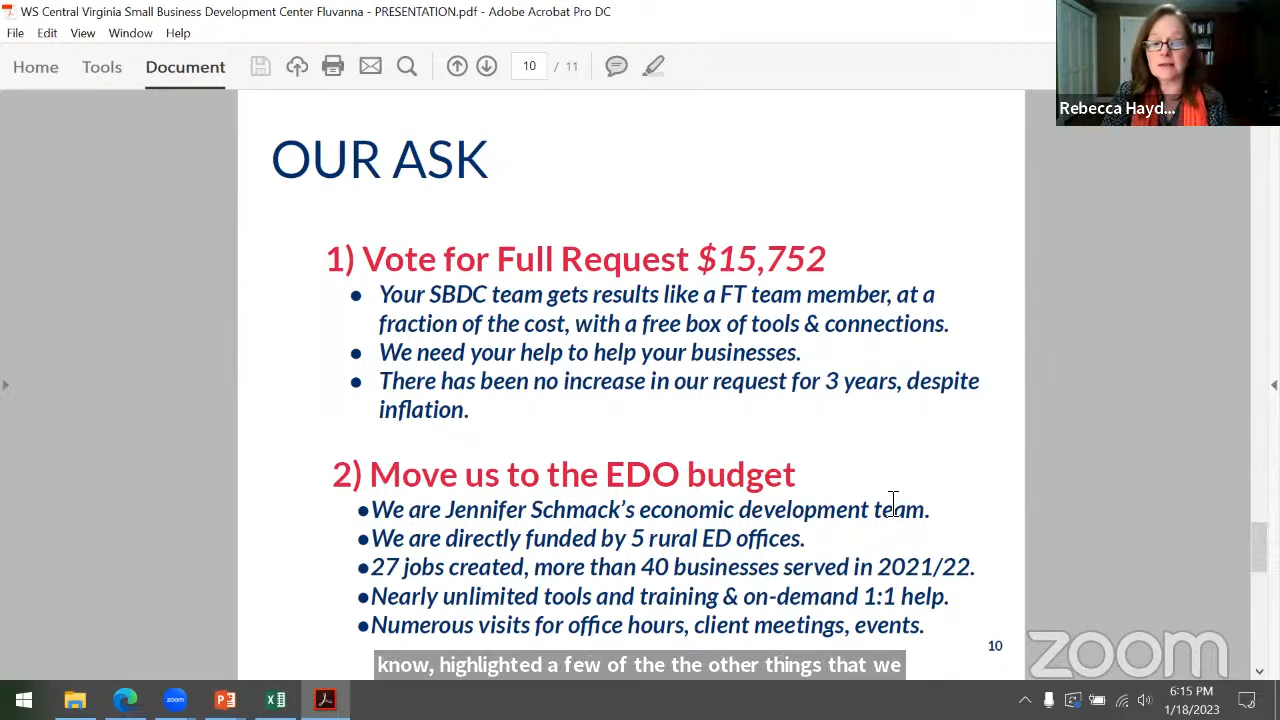 WS Central Virginia Small Business Development Center Fluvanna - PRESENTATION.pdf - Adobe Acrobat Pro DC
File Edit View Window Help
Home Tools Document 10 / 11
Rebecca Hayd...
OUR ASK
1) Vote for Full Request $15,752
● Your SBDC team gets results like a FT team member, at a
fraction of the cost, with a free box of tools & connections.
● We need your help to help your businesses.
● There has been no increase in our request for 3 years, despite
inflation.
2) Move us to the EDO budget
●We are Jennifer Schmack’s economic development team.
●We are directly funded by 5 rural ED offices.
●27 jobs created, more than 40 businesses served in 2021/22.
●Nearly unlimited tools and training & on-demand 1:1 help.
●Numerous visits for office hours, client meetings, events.
10
zoom
know, highlighted a few of the the other things that we
zoom
6:15 PM
1/18/2023